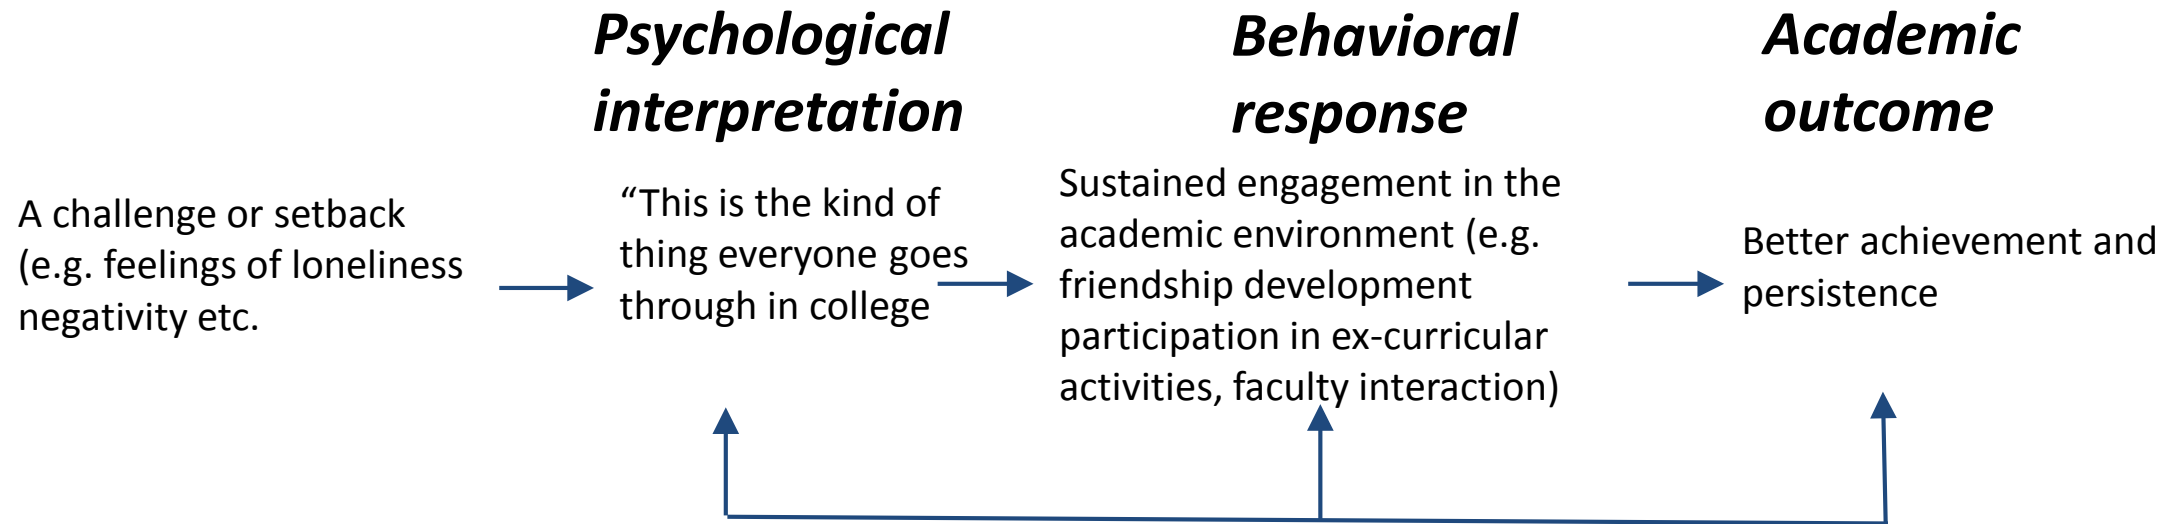 Psychological
interpretation
Behavioral
response
Academic
outcome
A challenge or setback
(e.g. feelings of loneliness
negativity etc.
“This is the kind of
thing everyone goes
through in college
Sustained engagement in the
academic environment (e.g.
friendship development
participation in ex-curricular
activities, faculty interaction)
Better achievement and
persistence